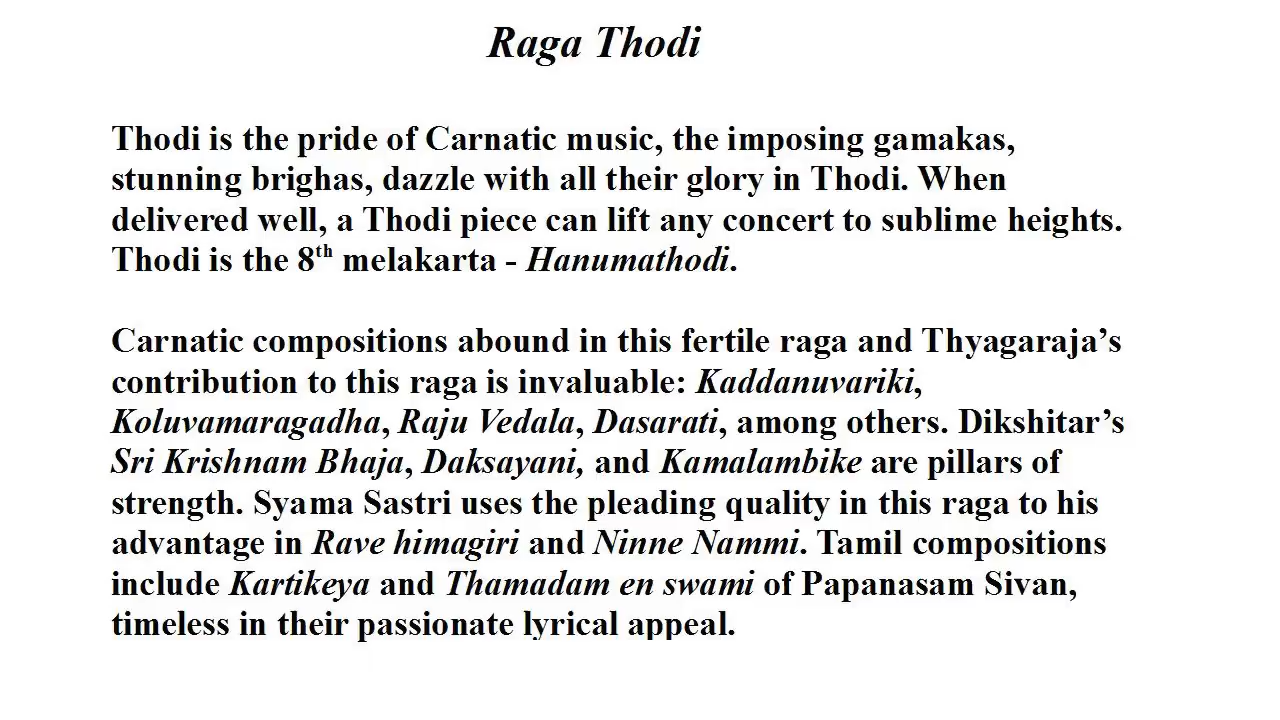 Raga Thodi
Thodi is the pride of Carnatic music, the imposing gamakas,
stunning brighas, dazzle with all their glory in Thodi. When
delivered well, a Thodi piece can lift any concert to sublime heights.
Thodi is the 8th melakarta - Hanumathodi.
Carnatic compositions abound in this fertile raga and Thyagaraja’s
contribution to this raga is invaluable: Kaddanuvariki,
Koluvamaragadha, Raju Vedala, Dasarati, among others. Dikshitar’s
Sri Krishnam Bhaja, Daksayani, and Kamalambike are pillars of
strength. Syama Sastri uses the pleading quality in this raga to his
advantage in Rave himagiri and Ninne Nammi. Tamil compositions
include Kartikeya and Thamadam en swami of Papanasam Sivan,
timeless in their passionate lyrical appeal.